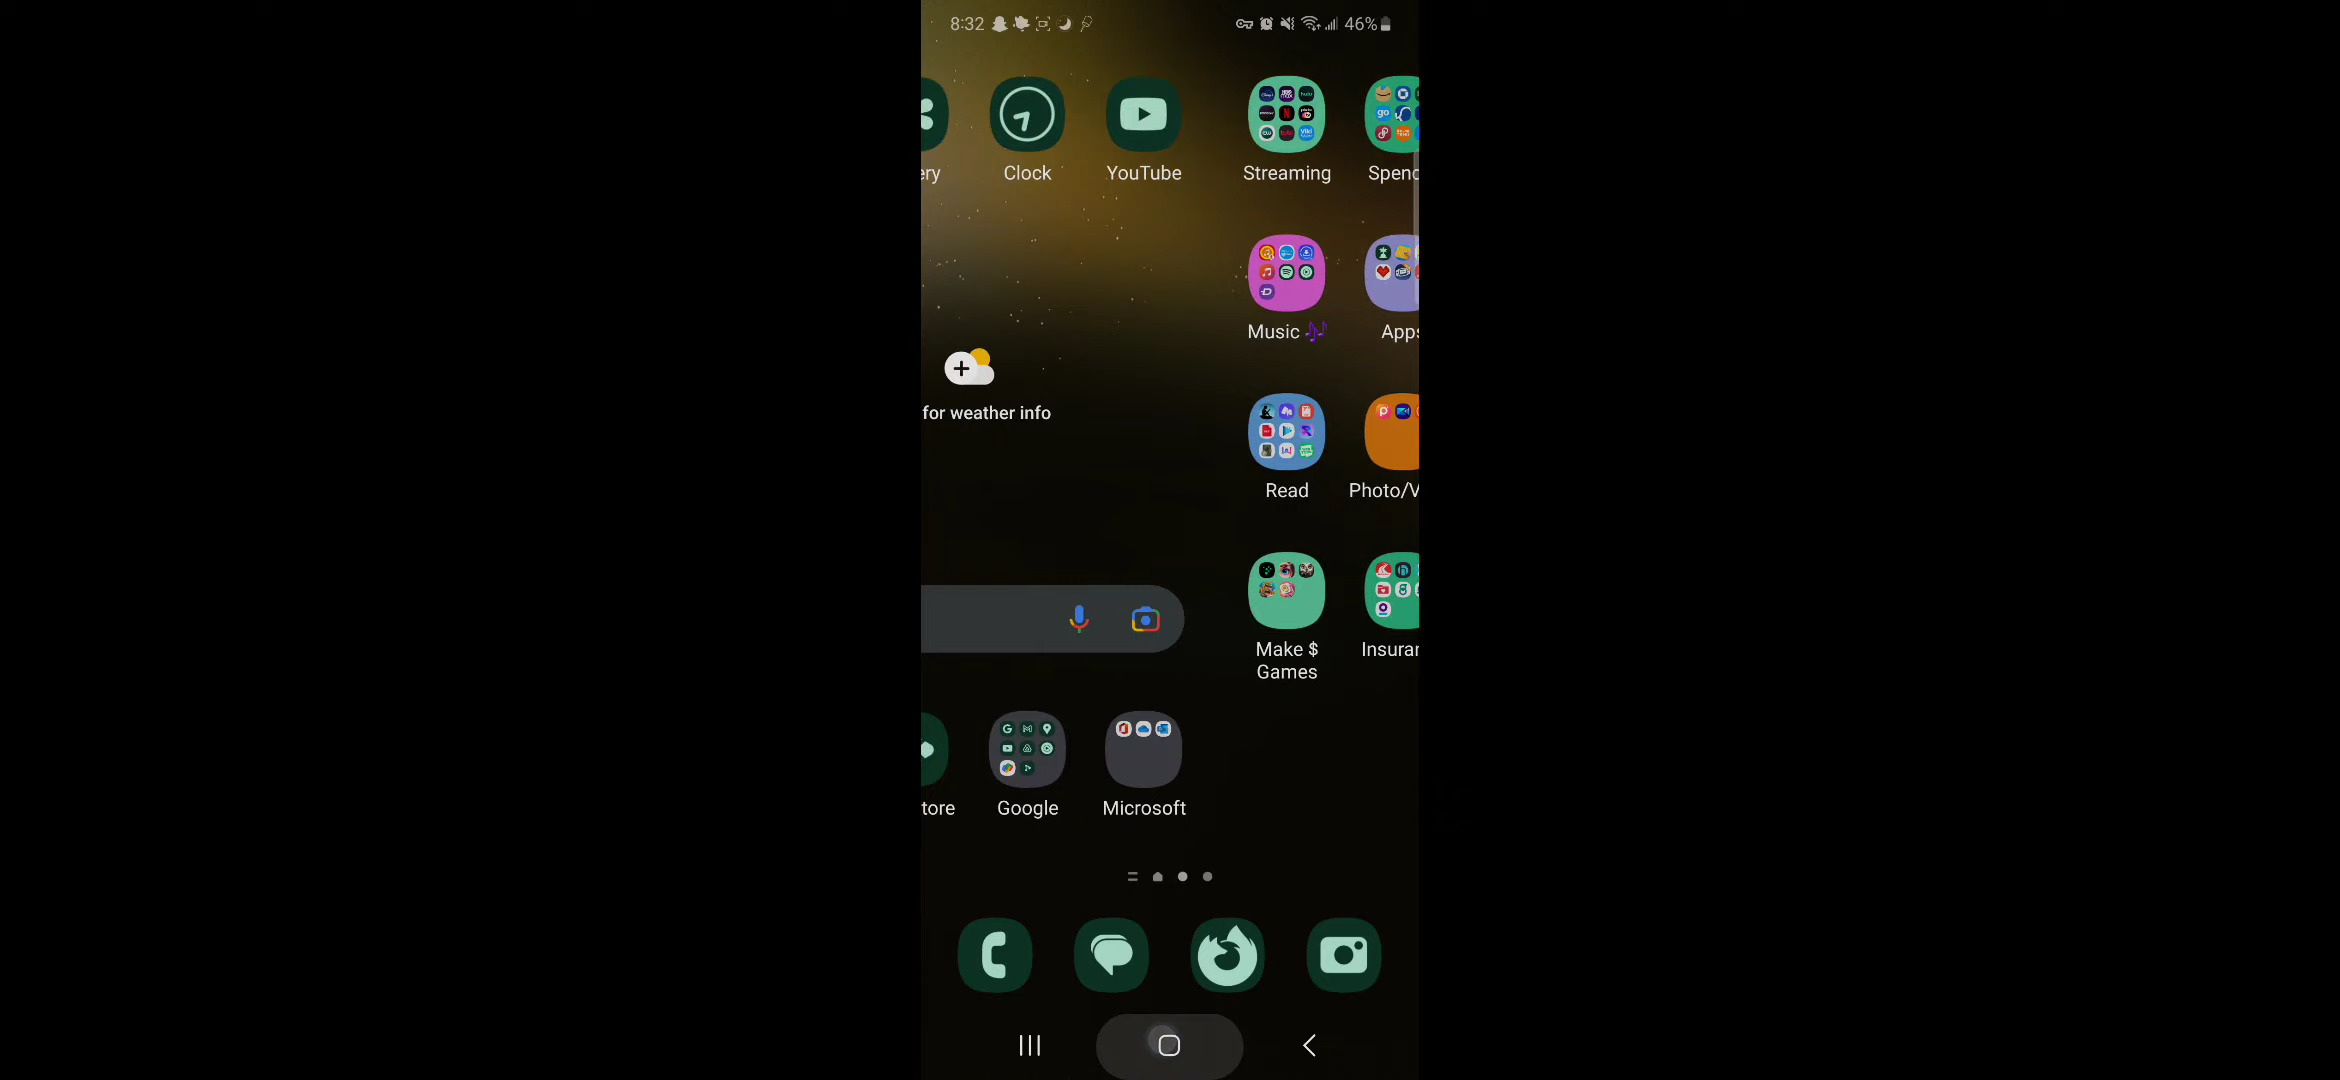 8:32
46%
ery
Clock
YouTube
Streaming
Spend
Music 🎶
Apps
for weather info
Read
Photo/V
Make $
Games
Insuran
tore
Google
Microsoft